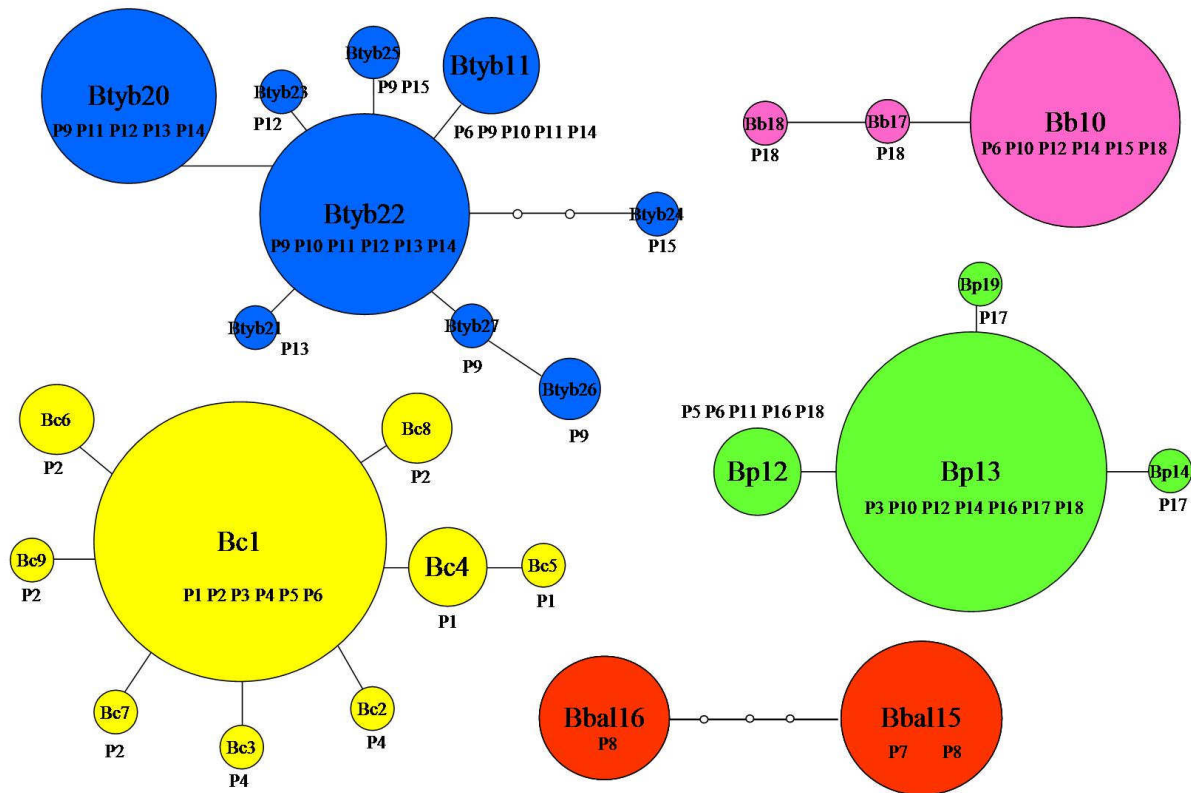 Btyb20
P9 P11 P12 P13 P14
Btyb23
P12
Btyb25
P9 P15
Btyb11
P6 P9 P10 P11 P14
Btyb22
P9 P10 P11 P12 P13 P14
Btyb24
P15
Btyb21
P13
Btyb27
P9
Btyb26
P9
Bb18
P18
Bb17
P18
Bb10
P6 P10 P12 P14 P15 P18
Bp19
P17
P5 P6 P11 P16 P18
Bp12
Bp13
P3 P10 P12 P14 P16 P17 P18
Bp14
P17
Bc6
P2
Bc8
P2
Bc1
P1 P2 P3 P4 P5 P6
Bc9
P2
Bc4
P1
Bc5
P1
Bc7
P2
Bc3
P4
Bc2
P4
Bbal16
P8
Bbal15
P7 P8